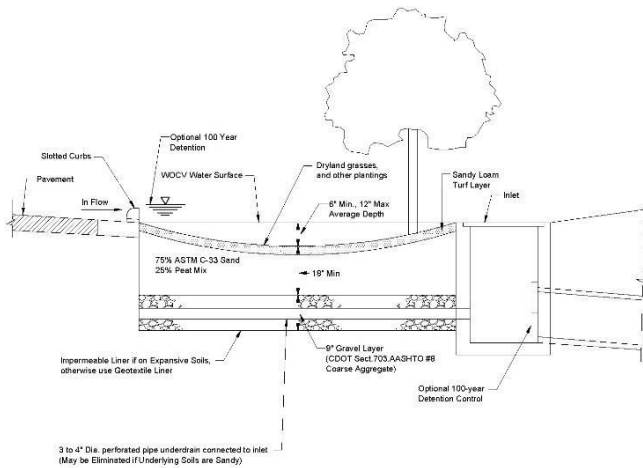 Optional 100 Year
Detention
Slotted Curbs
Pavement
In Flow
WQCV Water Surface
Dryland grasses,
and other plantings
Sandy Loam
Turf Layer
Inlet
6" Min., 12" Max
Average Depth
75% ASTM C-33 Sand
25% Peat Mix
18" Min
Impermeable Liner if on Expansive Soils,
otherwise use Geotextile Liner
9" Gravel Layer
(CDOT Sect.703,AASHTO #8
Coarse Aggregate)
Optional 100-year
Detention Control
3 to 4" Dia. perforated pipe underdrain connected to inlet
(May be Eliminated if Underlying Soils are Sandy)